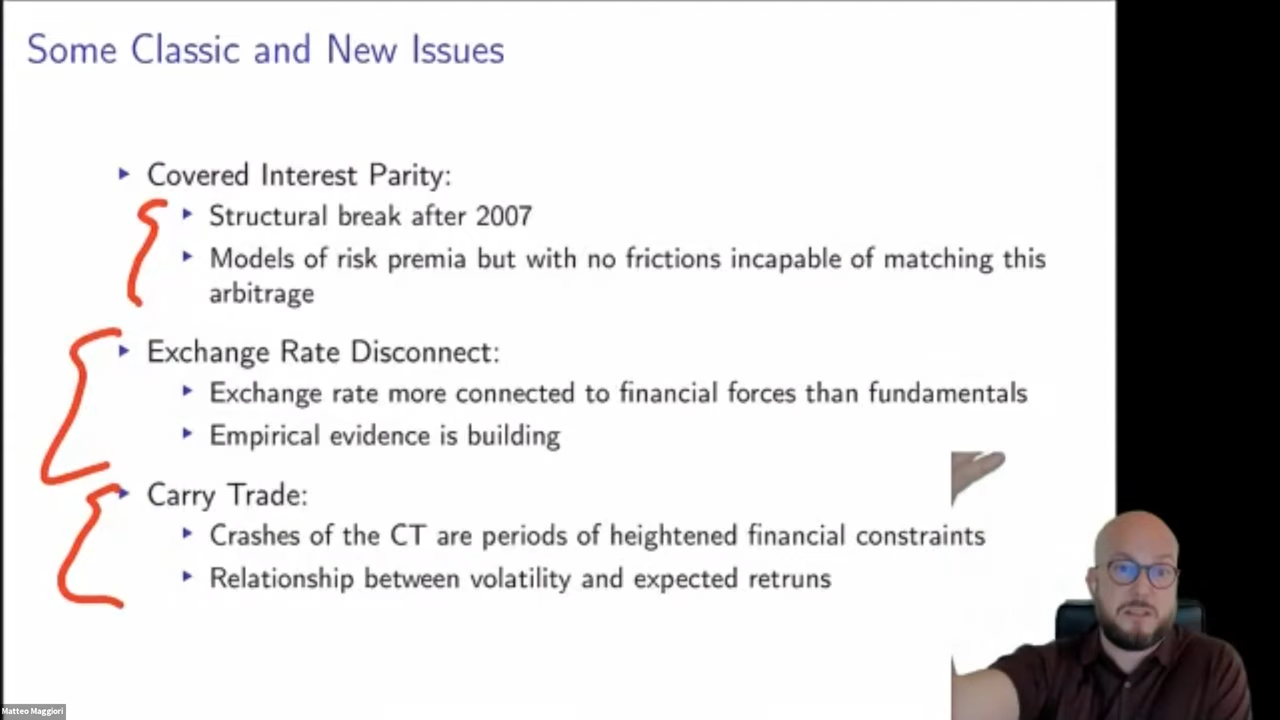 Some Classic and New Issues
Covered Interest Parity:
Structural break after 2007
Models of risk premia but with no frictions incapable of matching this
arbitrage
Exchange Rate Disconnect:
Exchange rate more connected to financial forces than fundamentals
Empirical evidence is building
Carry Trade:
Crashes of the CT are periods of heightened financial constraints
Relationship between volatility and expected retruns
Matteo Maggiori